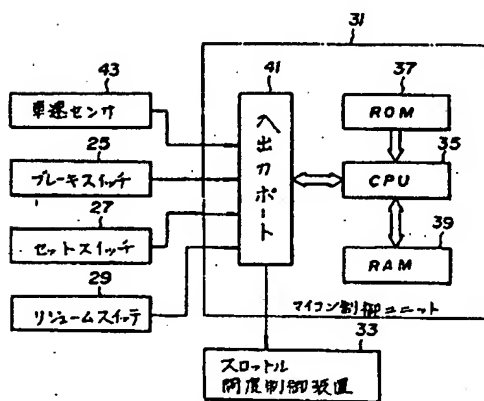 31
43
車速センサ
25
ブレーキスイッチ
27
セットスイッチ
29
リジュームスイッチ
41
入出力ポート
37
ROM
35
CPU
39
RAM
マイコン制御ユニット
33
スロットル
開度制御装置